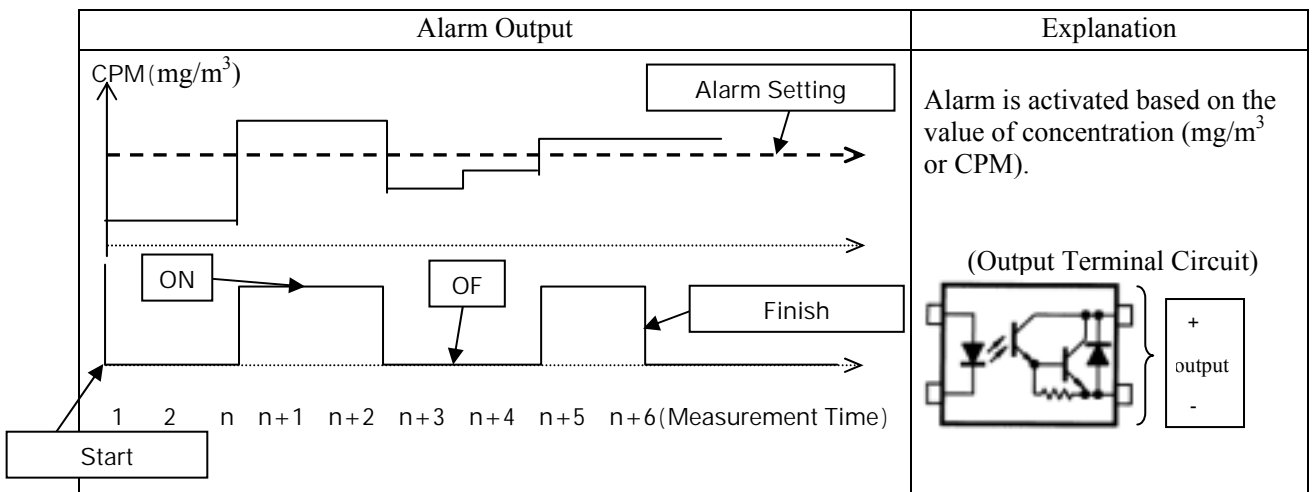 Alarm Output
Explanation
CPM(mg/m³)
Alarm Setting
ON
OF
Finish
1 2 n n+1 n+2 n+3 n+4 n+5 n+6(Measurement Time)
Start
Alarm is activated based on the
value of concentration (mg/m³
or CPM).
(Output Terminal Circuit)
+
output
-